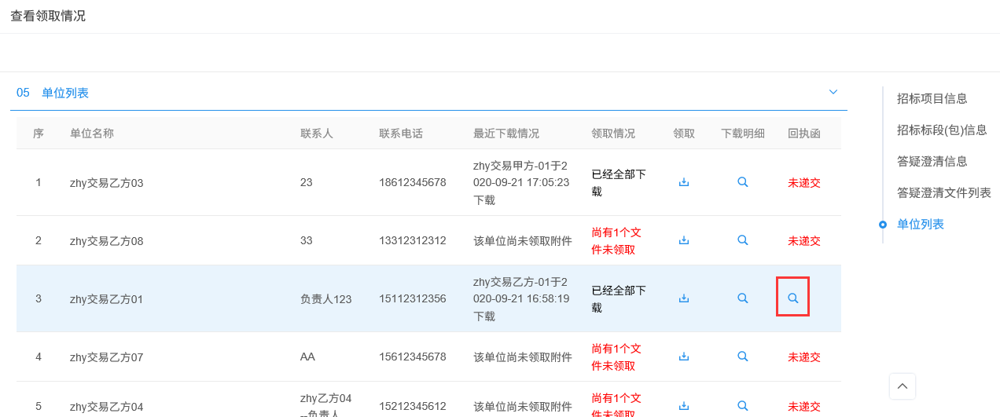 查看领取情况
05 单位列表
序 单位名称 联系人 联系电话 最近下载情况 领取情况 领取 下载明细 回执函
1 zhy交易乙方03 23 18612345678 zhy交易甲方-01于2
020-09-21 17:05:23
下载 已经全部下
载 未递交
2 zhy交易乙方08 33 13312312312 该单位尚未领取附件 尚有1个文
件未领取 未递交
3 zhy交易乙方01 负责人123 15112312356 zhy交易乙方-01于2
020-09-21 16:58:19
下载 已经全部下
载
4 zhy交易乙方07 AA 15612345678 该单位尚未领取附件 尚有1个文
件未领取 未递交
5 zhy交易乙方04 zhy乙方04
--负责人 15212345612 该单位尚未领取附件 尚有1个文
件未领取 未递交
招标项目信息
招标标段(包)信息
答疑澄清信息
答疑澄清文件列表
单位列表